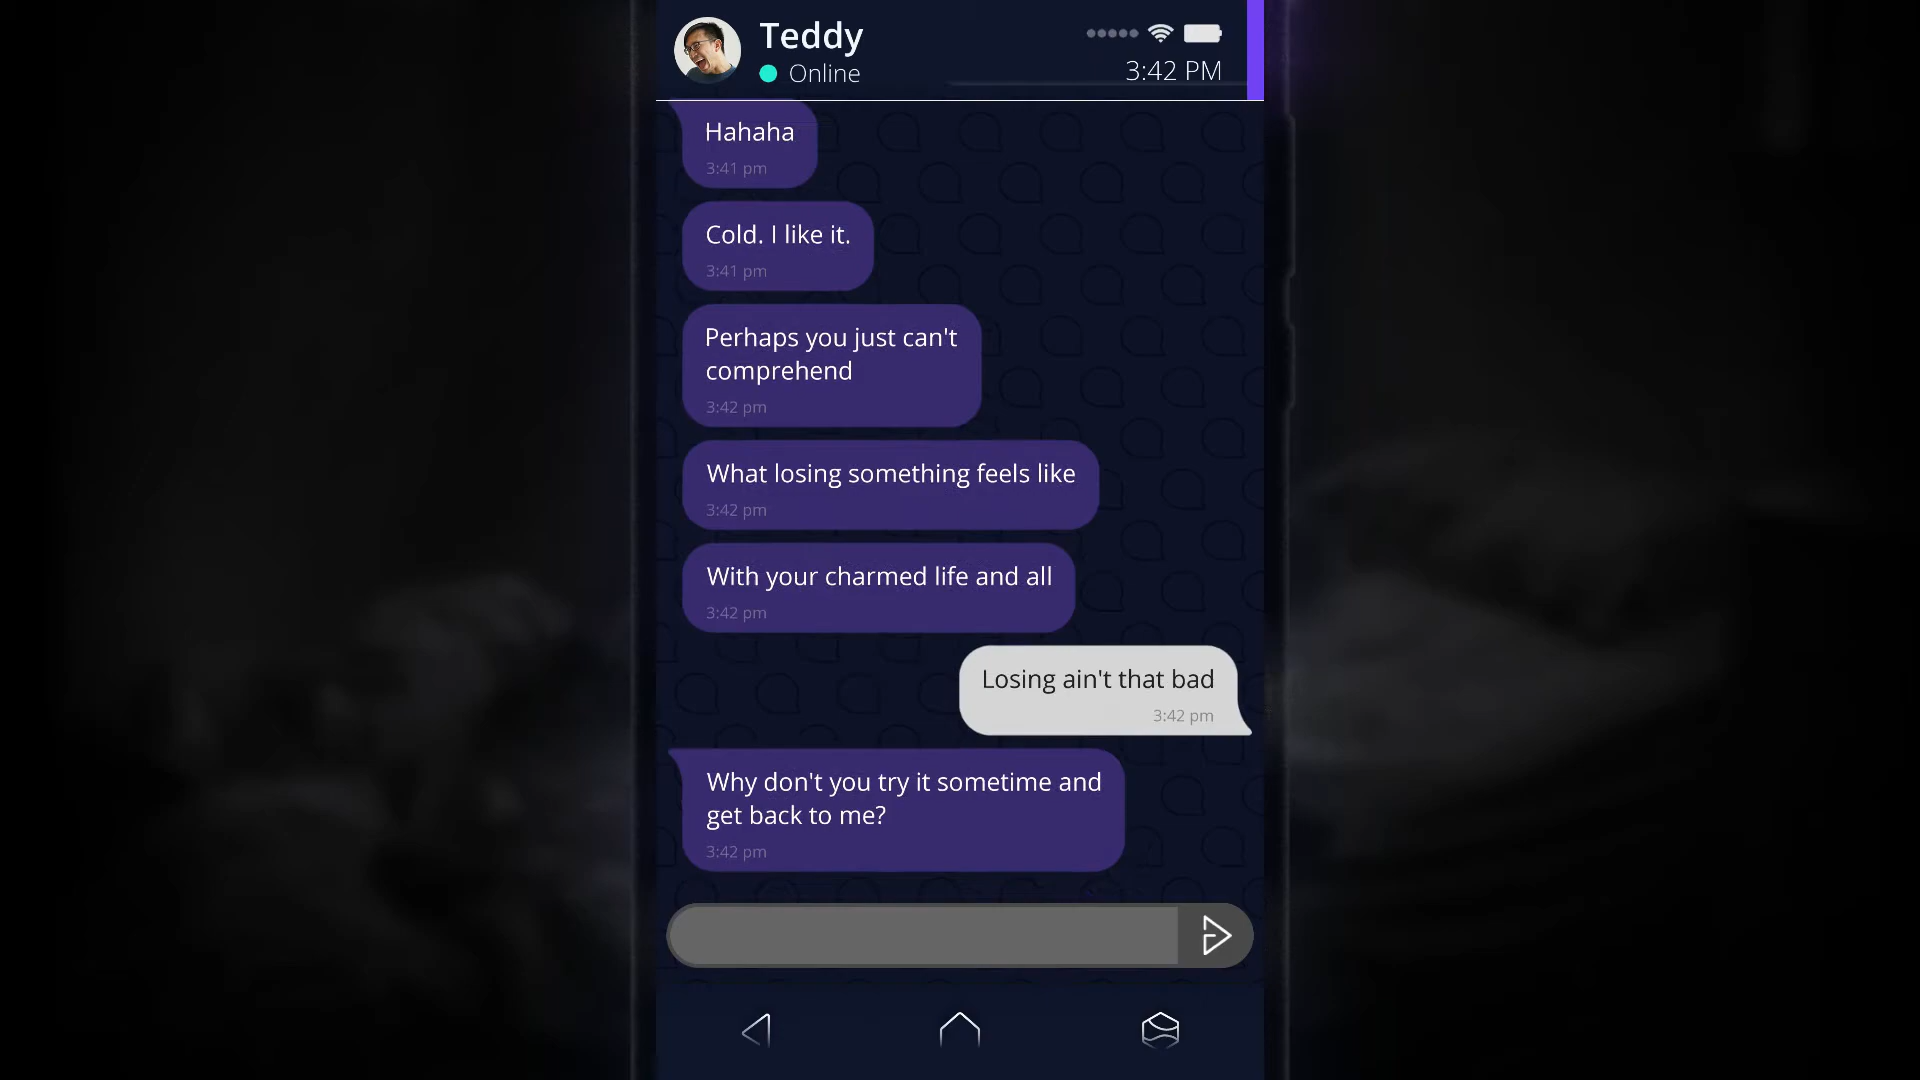 Teddy
Online
3:42 PM
Hahaha
3:41 pm
Cold. I like it.
3:41 pm
Perhaps you just can't
comprehend
3:42 pm
What losing something feels like
3:42 pm
With your charmed life and all
3:42 pm
Losing ain't that bad
3:42 pm
Why don't you try it sometime and
get back to me?
3:42 pm